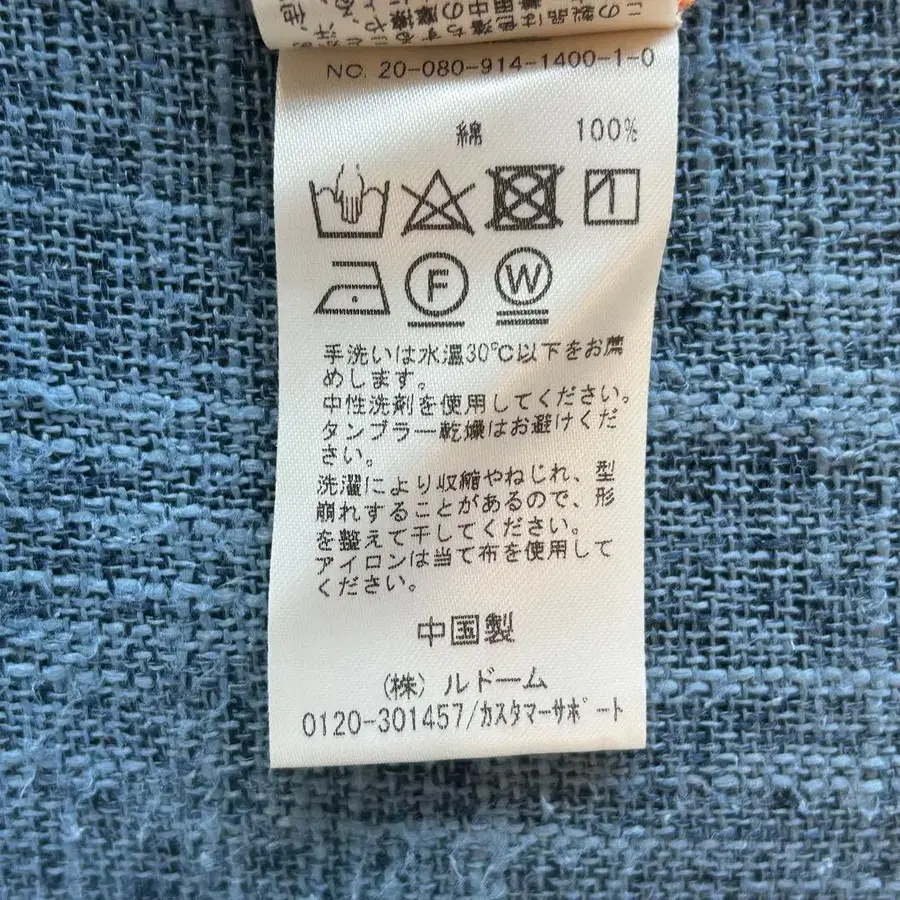 NO. 20-080-914-1400-1-0
綿 100%
F W
手洗いは水温30℃以下をお薦
めします。
中性洗剤を使用してください。
タンブラー乾燥はお避けくだ
さい。
洗濯により収縮やねじれ、型
崩れすることがあるので、形
を整えて干してください。
アイロンは当て布を使用して
ください。
中国製
(株) ルドーム
0120-301457/カスタマーサポート